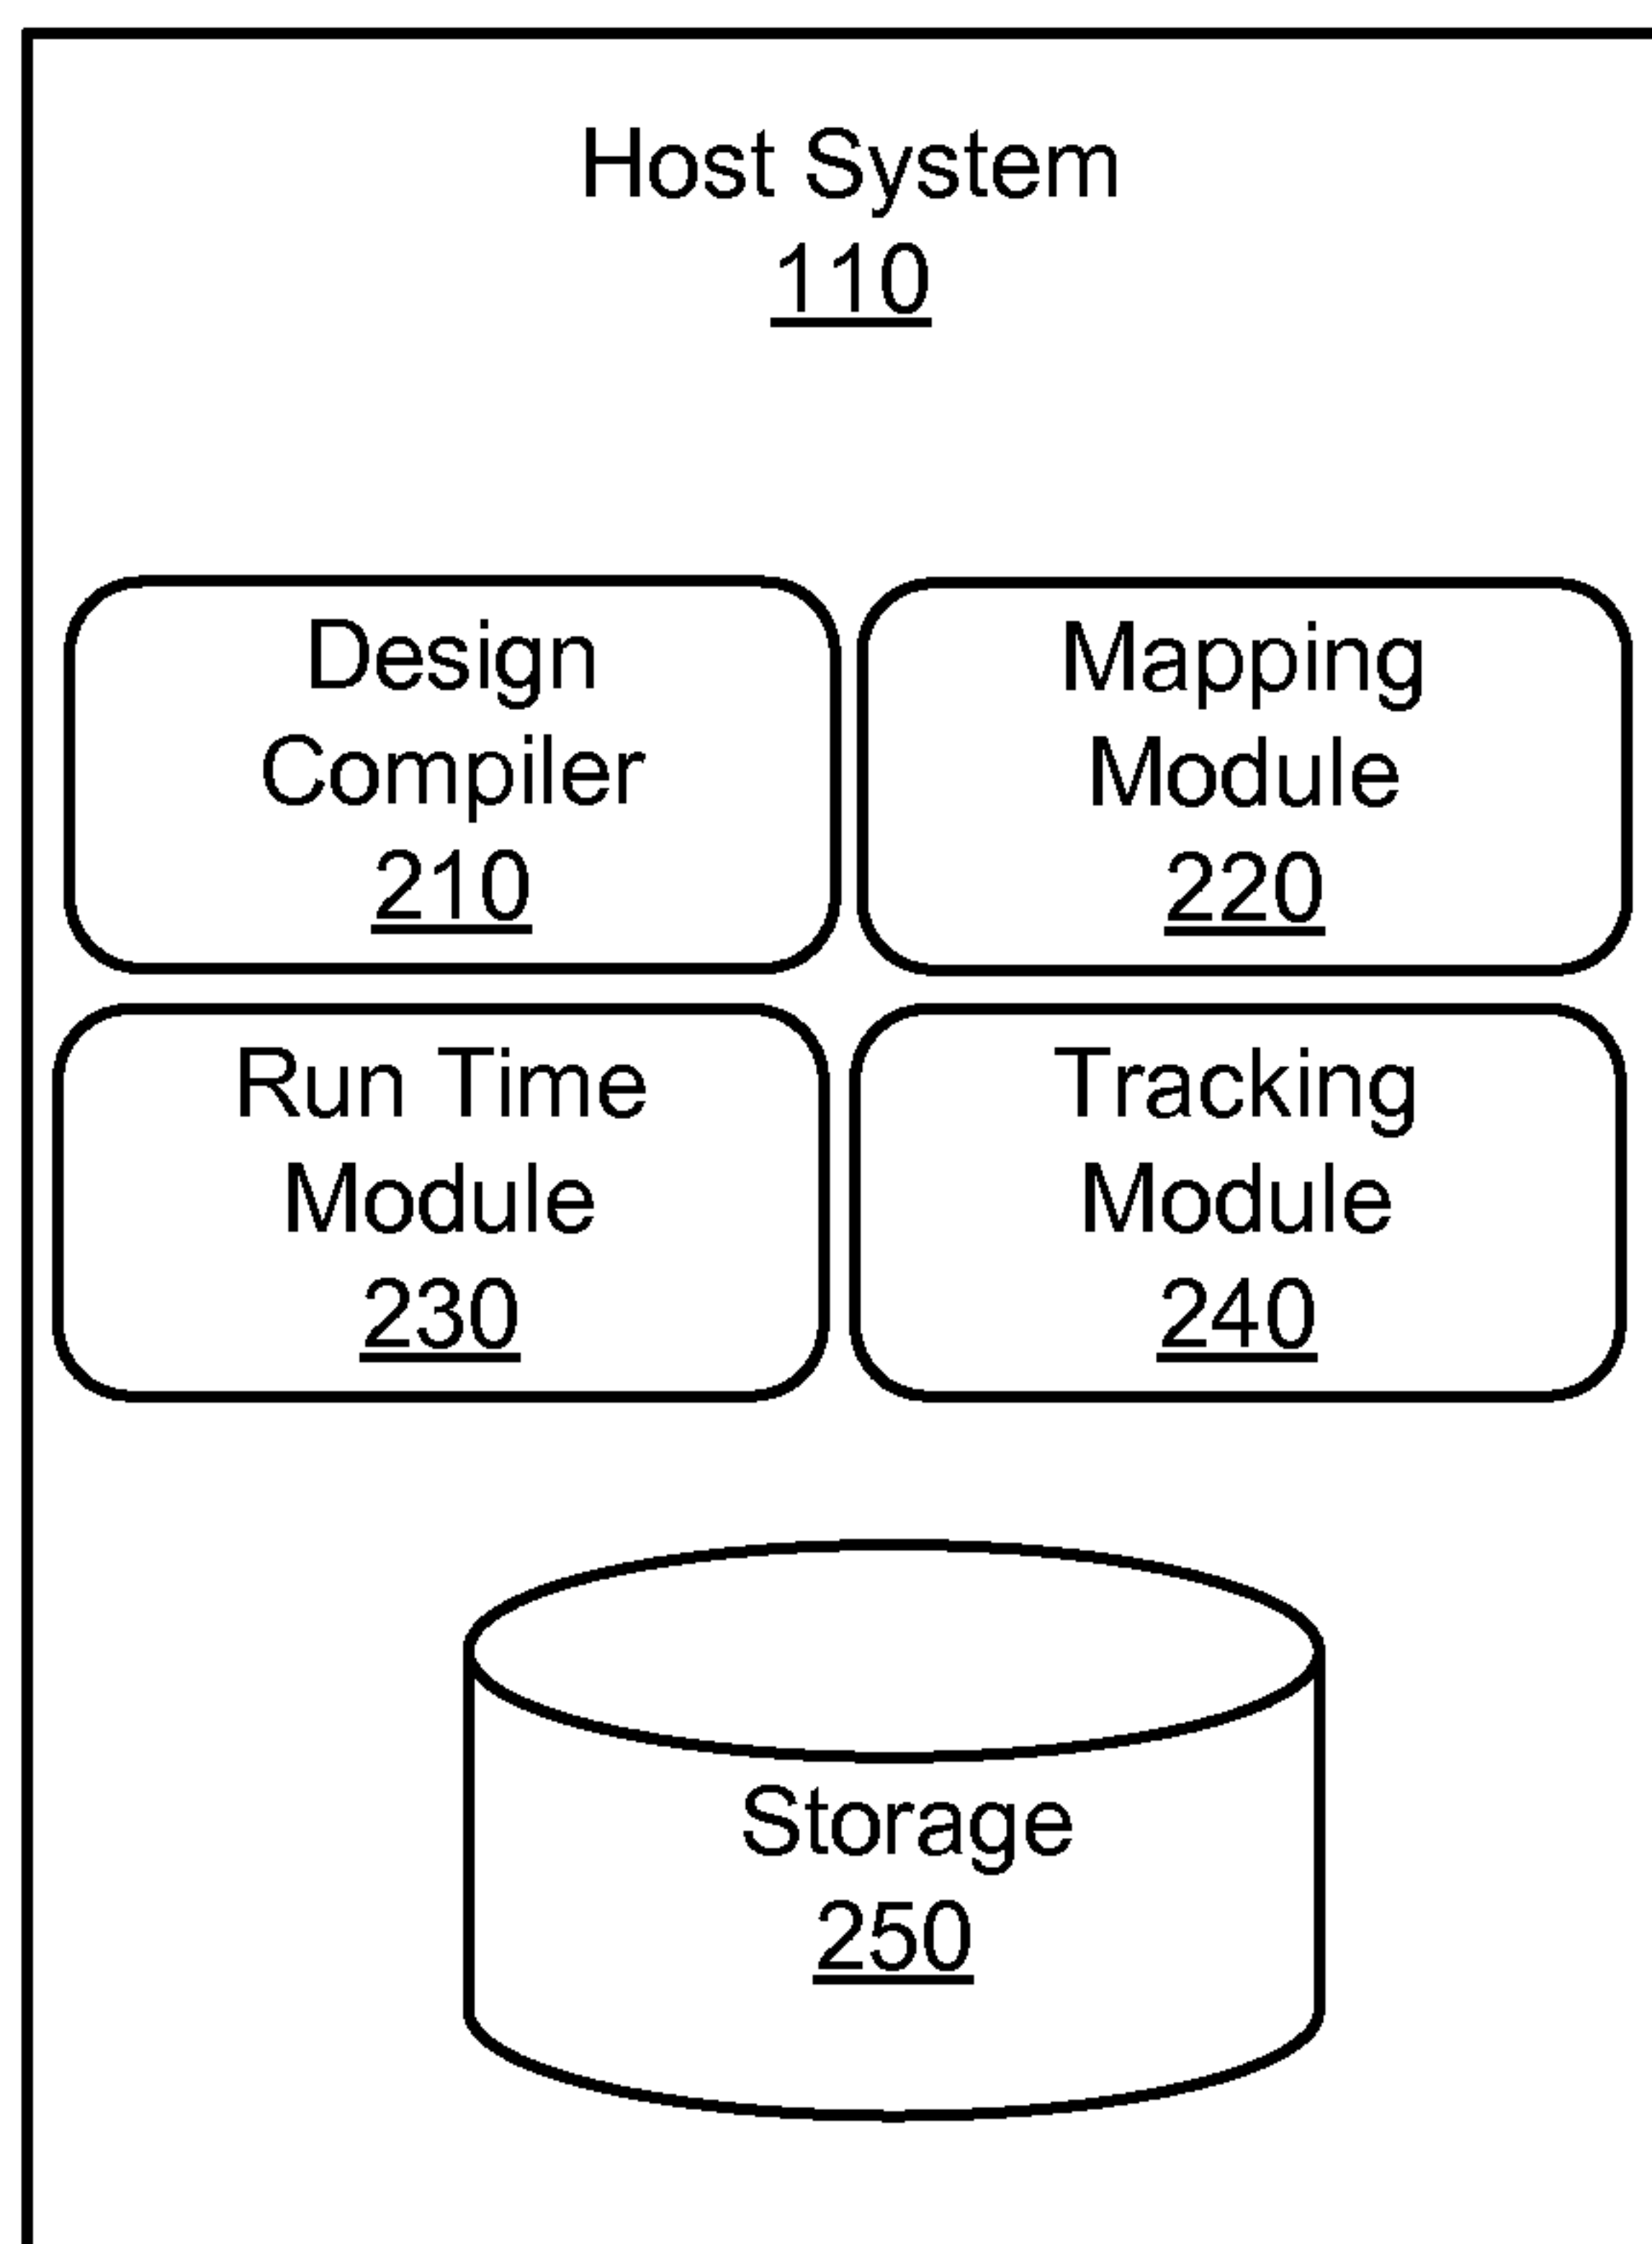 Host System
110
Design
Compiler
210
Mapping
Module
220
Run Time
Module
230
Tracking
Module
240
Storage
250